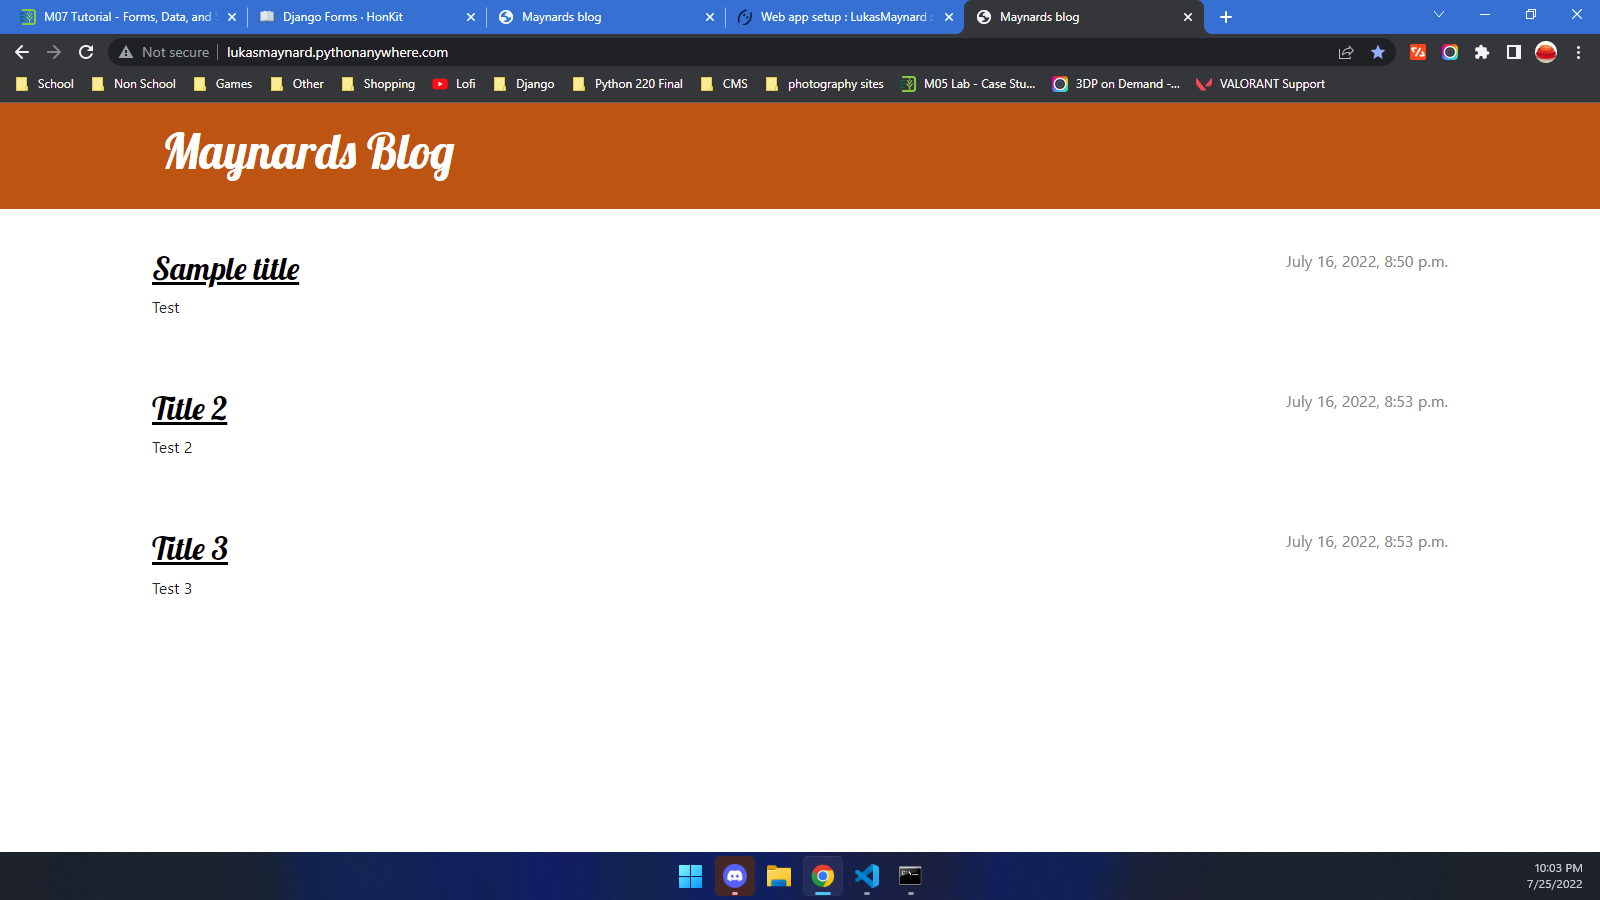 M07 Tutorial - Forms, Data, and
Django Forms · HonKit
Maynards blog
Web app setup : LukasMaynard :
Maynards blog
Not secure
lukasmaynard.pythonanywhere.com
School
Non School
Games
Other
Shopping
Lofi
Django
Python 220 Final
CMS
photography sites
M05 Lab - Case Stu...
3DP on Demand -...
VALORANT Support
Maynards Blog
Sample title
July 16, 2022, 8:50 p.m.
Test
Title 2
July 16, 2022, 8:53 p.m.
Test 2
Title 3
July 16, 2022, 8:53 p.m.
Test 3
10:03 PM
7/25/2022